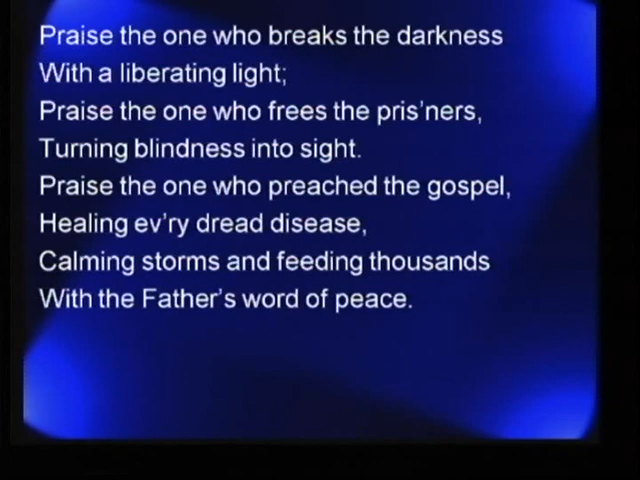 Praise the one who breaks the darkness
With a liberating light;
Praise the one who frees the pris'ners,
Turning blindness into sight.
Praise the one who preached the gospel,
Healing ev'ry dread disease,
Calming storms and feeding thousands
With the Father's word of peace.